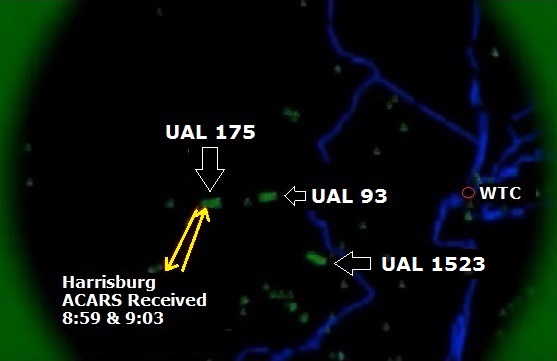 UAL 175
UAL 93
WTC
UAL 1523
Harrisburg
ACARS Received
8:59 & 9:03